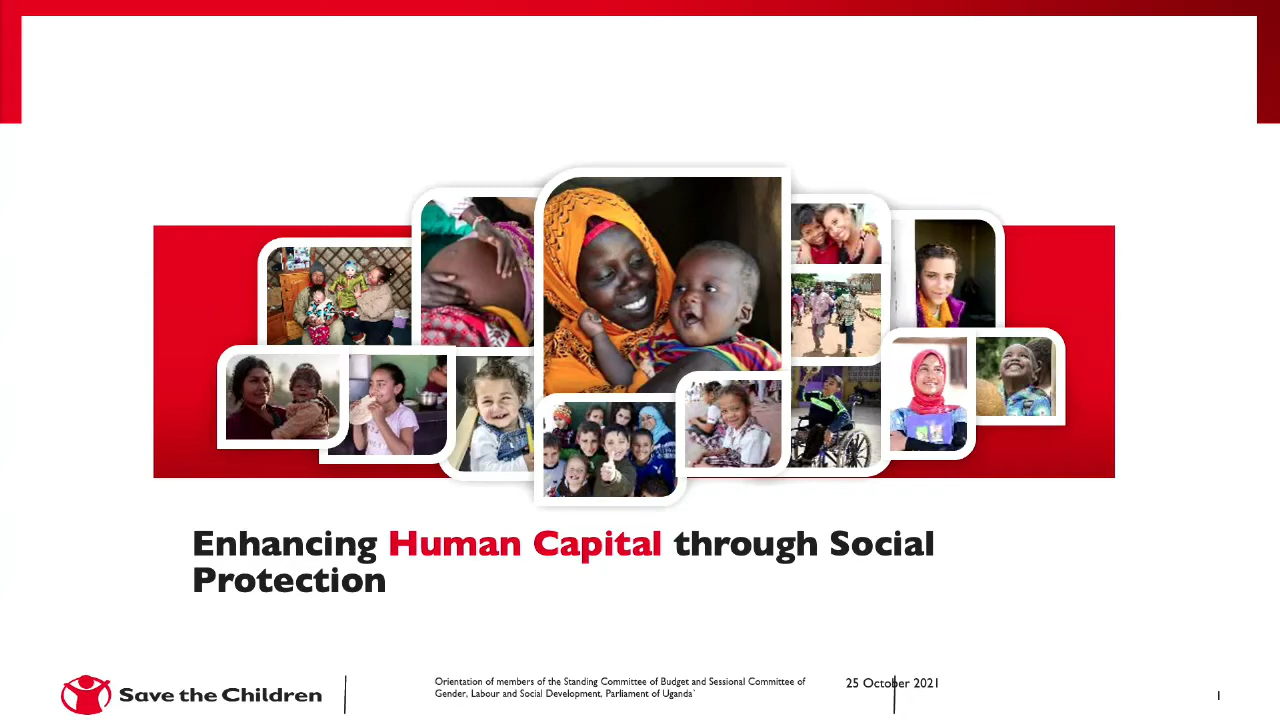 Enhancing Human Capital through Social
Protection
Save the Children
Orientation of members of the Standing Committee of Budget and Sessional Committee of
Gender, Labour and Social Development, Parliament of Uganda`
25 October 2021
1